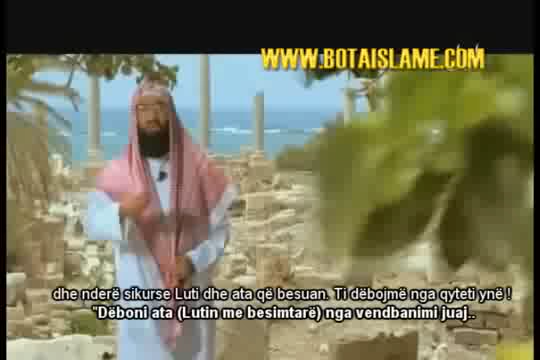 WWW.BOTAISLAME.COM
dhe nderë sikurse Luti dhe ata që besuan. Ti dëbojmë nga qyteti ynë !
"Dëboni ata (Lutin me besimtarë) nga vendbanimi juaj..